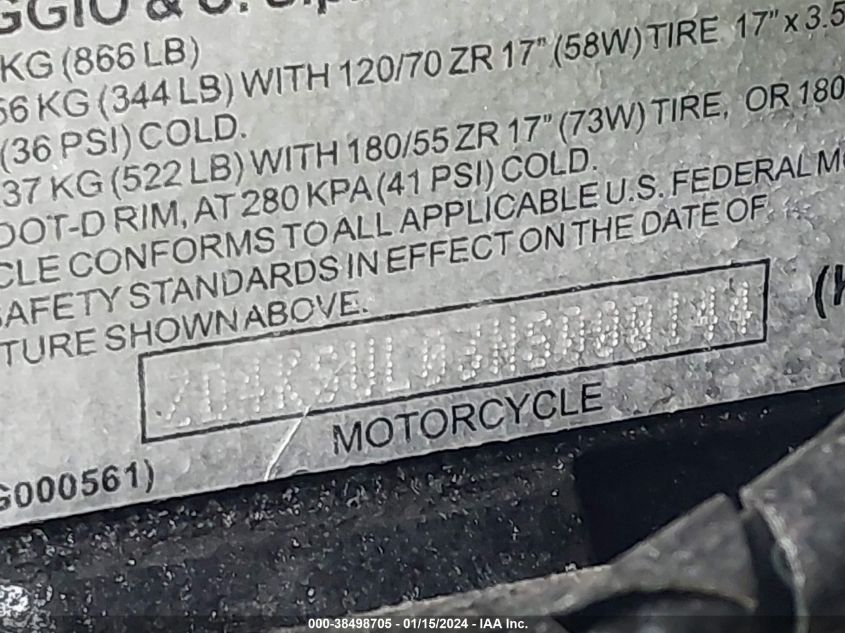 GGIO & C. S.p.
KG (866 LB)
56 KG (344 LB) WITH 120/70 ZR 17" (58W) TIRE 17" x 3.5
(36 PSI) COLD.
37 KG (522 LB) WITH 180/55 ZR 17" (73W) TIRE, OR 180
DOT-D RIM, AT 280 KPA (41 PSI) COLD.
CLE CONFORMS TO ALL APPLICABLE U.S. FEDERAL MO
SAFETY STANDARDS IN EFFECT ON THE DATE OF
TURE SHOWN ABOVE.
ZD4KSUL03NSA00144
MOTORCYCLE
G000561)
000-38498705 - 01/15/2024 - IAA Inc.